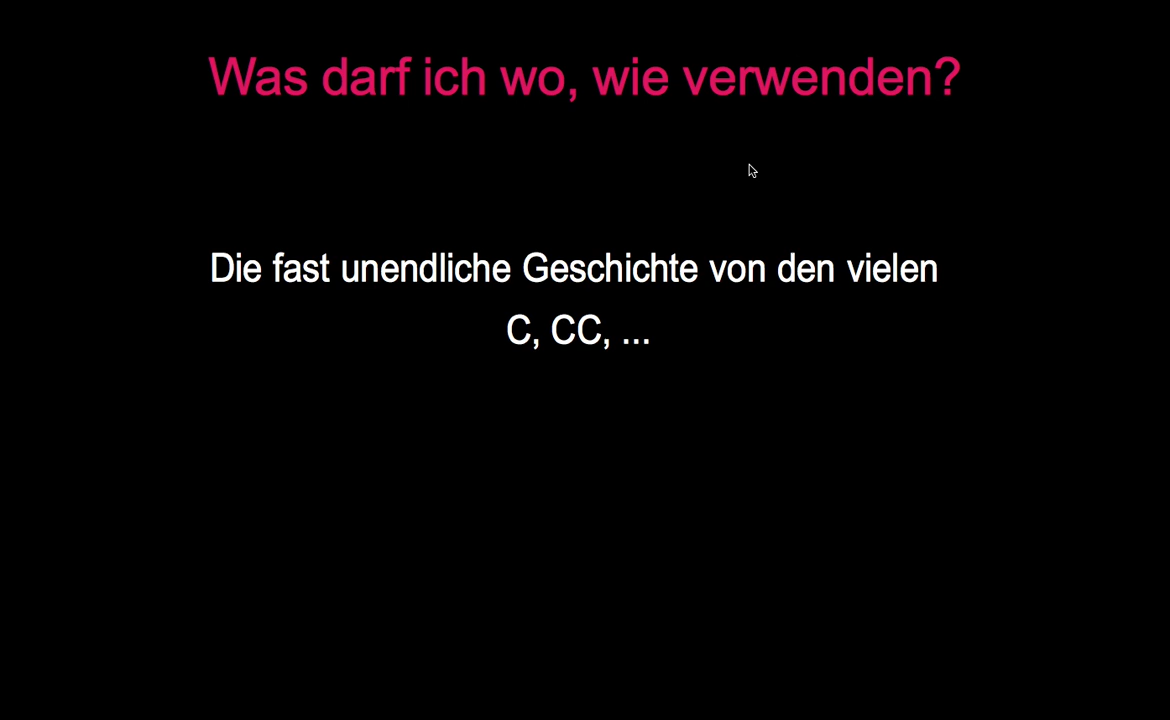 Was darf ich wo, wie verwenden?
Die fast unendliche Geschichte von den vielen
C, CC, ...